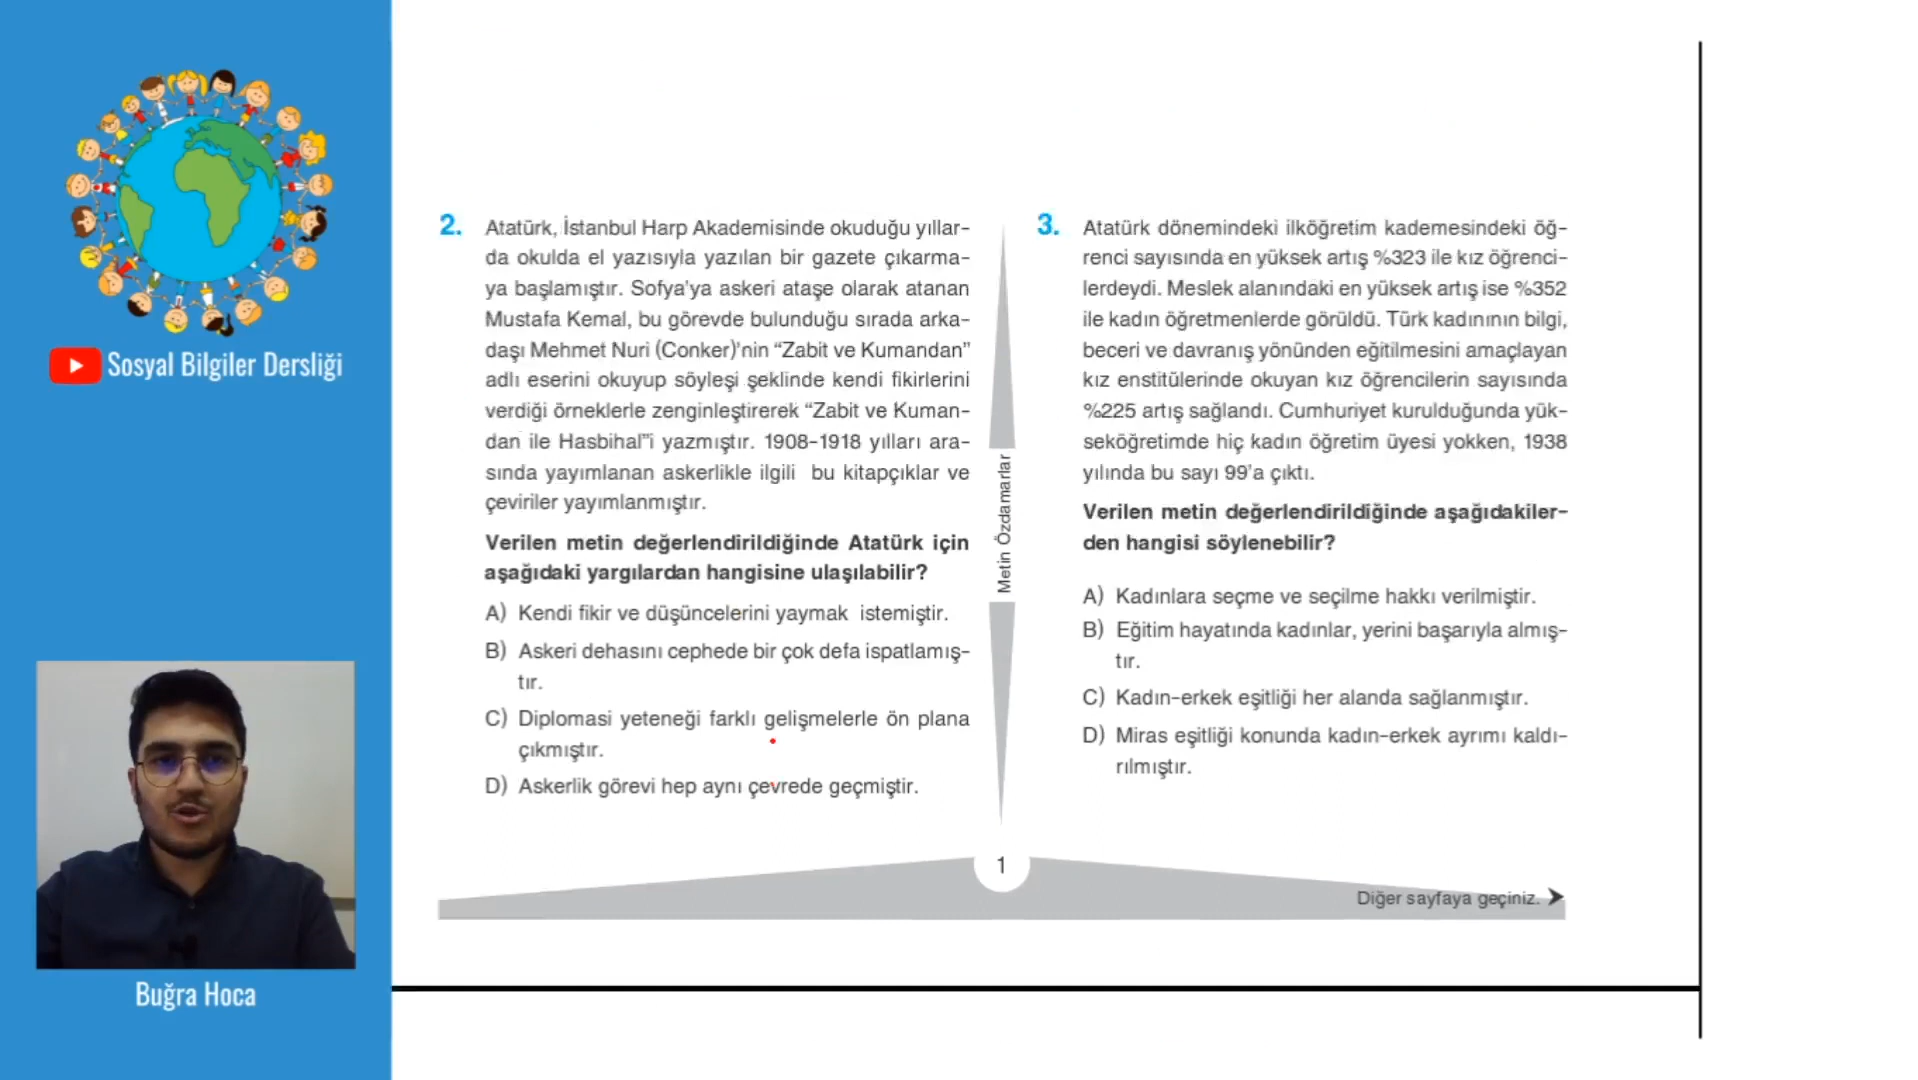 Sosyal Bilgiler Dersliği
Buğra Hoca
2.
Atatürk, İstanbul Harp Akademisinde okuduğu yıllar-
da okulda el yazısıyla yazılan bir gazete çıkarma-
ya başlamıştır. Sofya'ya askeri ataşe olarak atanan
Mustafa Kemal, bu görevde bulunduğu sırada arka-
daşı Mehmet Nuri (Conker)'nin “Zabit ve Kumandan”
adlı eserini okuyup söyleşi şeklinde kendi fikirlerini
verdiği örneklerle zenginleştirerek “Zabit ve Kuman-
dan ile Hasbihal”i yazmıştır. 1908-1918 yılları ara-
sında yayımlanan askerlikle ilgili bu kitapçıklar ve
çeviriler yayımlanmıştır.
Verilen metin değerlendirildiğinde Atatürk için
aşağıdaki yargılardan hangisine ulaşılabilir?
A) Kendi fikir ve düşüncelerini yaymak istemiştir.
B) Askeri dehasını cephede bir çok defa ispatlamış-
tır.
C) Diplomasi yeteneği farklı gelişmelerle ön plana
çıkmıştır.
D) Askerlik görevi hep aynı çevrede geçmiştir.
Metin Özdamarlar
3.
Atatürk dönemindeki ilköğretim kademesindeki öğ-
renci sayısında en yüksek artış %323 ile kız öğrenci-
lerdeydi. Meslek alanındaki en yüksek artış ise %352
ile kadın öğretmenlerde görüldü. Türk kadınının bilgi,
beceri ve davranış yönünden eğitilmesini amaçlayan
kız enstitülerinde okuyan kız öğrencilerin sayısında
%225 artış sağlandı. Cumhuriyet kurulduğunda yük-
seköğretimde hiç kadın öğretim üyesi yokken, 1938
yılında bu sayı 99'a çıktı.
Verilen metin değerlendirildiğinde aşağıdakiler-
den hangisi söylenebilir?
A) Kadınlara seçme ve seçilme hakkı verilmiştir.
B) Eğitim hayatında kadınlar, yerini başarıyla almış-
tır.
C) Kadın-erkek eşitliği her alanda sağlanmıştır.
D) Miras eşitliği konunda kadın-erkek ayrımı kaldı-
rılmıştır.
1
Diğer sayfaya geçiniz.